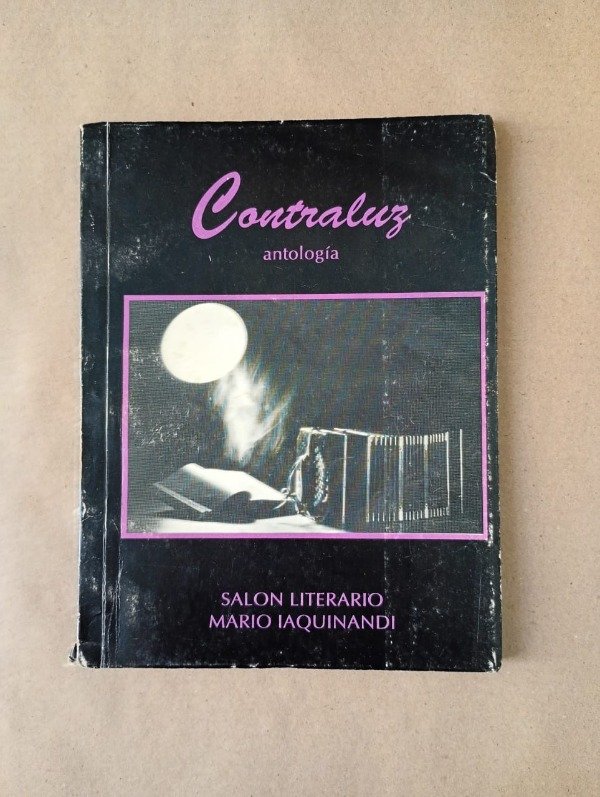 Contraluz
antología
SALON LITERARIO
MARIO IAQUINANDI